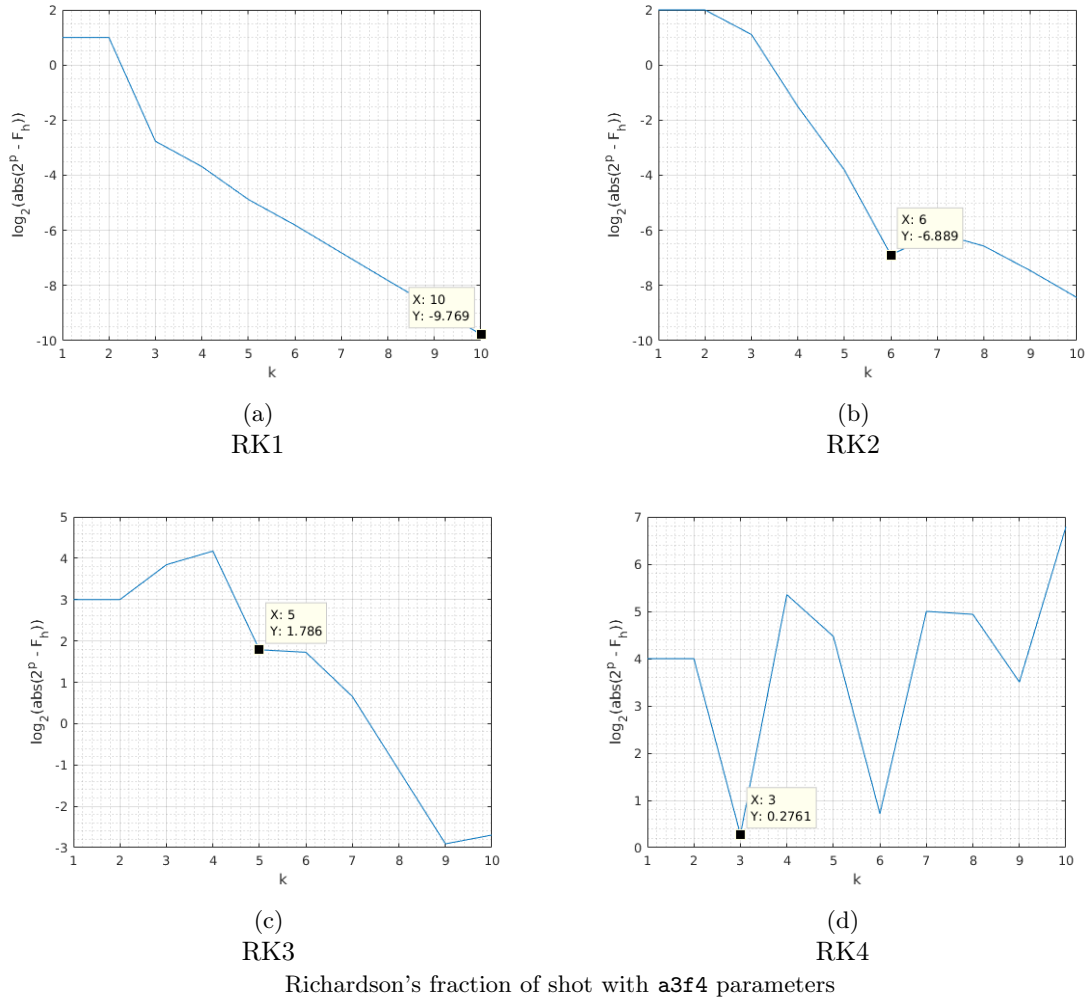 2
0
-2
-4
-6
-8
-10
log₂(abs(2ᵖ - Fₕ))
X: 10
Y: -9.769
1 2 3 4 5 6 7 8 9 10
k
(a)
RK1
2
0
-2
-4
-6
-8
-10
log₂(abs(2ᵖ - Fₕ))
X: 6
Y: -6.889
1 2 3 4 5 6 7 8 9 10
k
(b)
RK2
5
4
3
2
1
0
-1
-2
-3
log₂(abs(2ᵖ - Fₕ))
X: 5
Y: 1.786
1 2 3 4 5 6 7 8 9 10
k
(c)
RK3
7
6
5
4
3
2
1
0
log₂(abs(2ᵖ - Fₕ))
X: 3
Y: 0.2761
1 2 3 4 5 6 7 8 9 10
k
(d)
RK4
Richardson's fraction of shot with a3f4 parameters